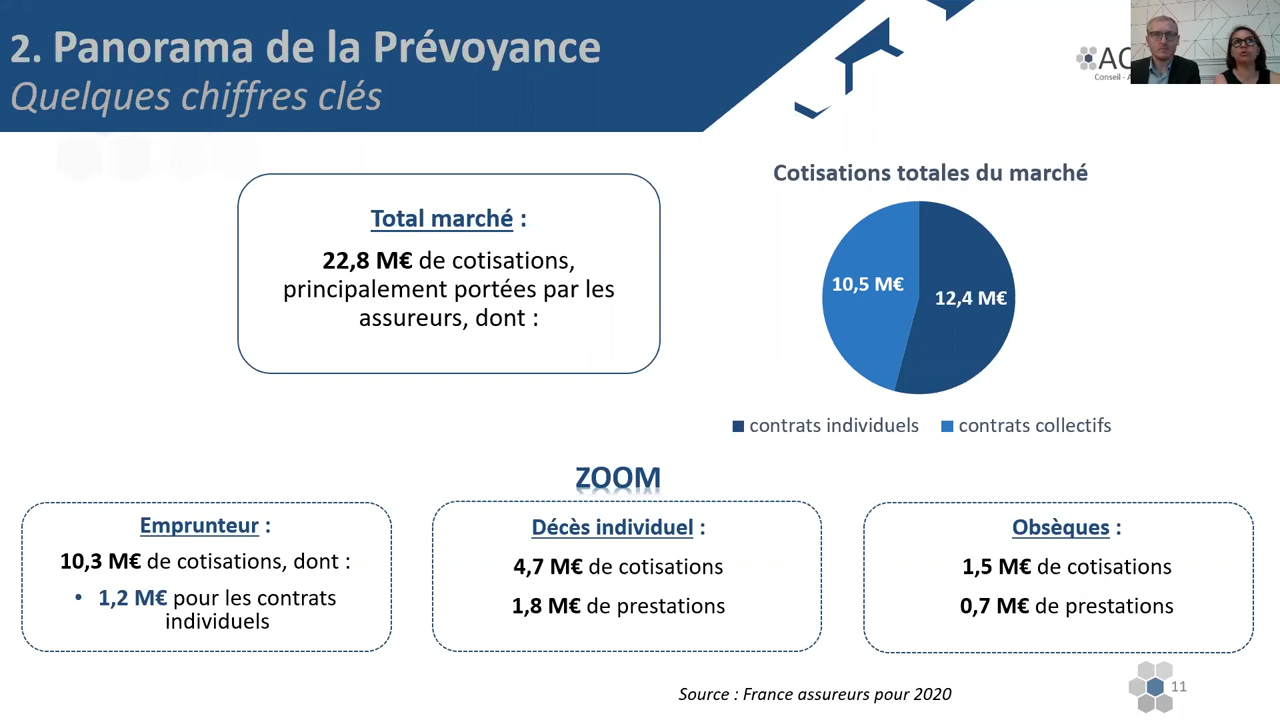 2. Panorama de la Prévoyance
Quelques chiffres clés
Total marché :
22,8 M€ de cotisations,
principalement portées par les
assureurs, dont :
Cotisations totales du marché
10,5 M€
12,4 M€
contrats individuels
contrats collectifs
ZOOM
Emprunteur :
10,3 M€ de cotisations, dont :
• 1,2 M€ pour les contrats
individuels
Décès individuel :
4,7 M€ de cotisations
1,8 M€ de prestations
Obsèques :
1,5 M€ de cotisations
0,7 M€ de prestations
Source : France assureurs pour 2020
11
Conseil -